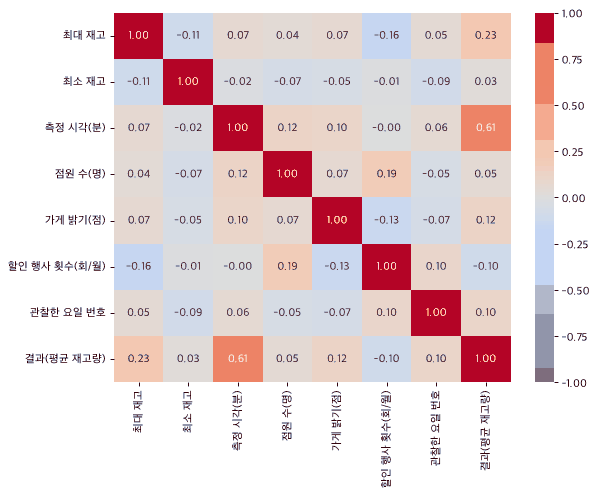 최대 재고 1.00 -0.11 0.07 0.04 0.07 -0.16 0.05 0.23
최소 재고 -0.11 1.00 -0.02 -0.07 -0.05 -0.01 -0.09 0.03
측정 시각(분) 0.07 -0.02 1.00 0.12 0.10 -0.00 0.06 0.61
점원 수(명) 0.04 -0.07 0.12 1.00 0.07 0.19 -0.05 0.05
가게 밝기(점) 0.07 -0.05 0.10 0.07 1.00 -0.13 -0.07 0.12
할인 행사 횟수(회/월) -0.16 -0.01 -0.00 0.19 -0.13 1.00 0.10 -0.10
관찰한 요일 번호 0.05 -0.09 0.06 -0.05 -0.07 0.10 1.00 0.10
결과(평균 재고량) 0.23 0.03 0.61 0.05 0.12 -0.10 0.10 1.00
최대 재고
최소 재고
측정 시각(분)
점원 수(명)
가게 밝기(점)
할인 행사 횟수(회/월)
관찰한 요일 번호
결과(평균 재고량)
1.00
0.75
0.50
0.25
0.00
-0.25
-0.50
-0.75
-1.00